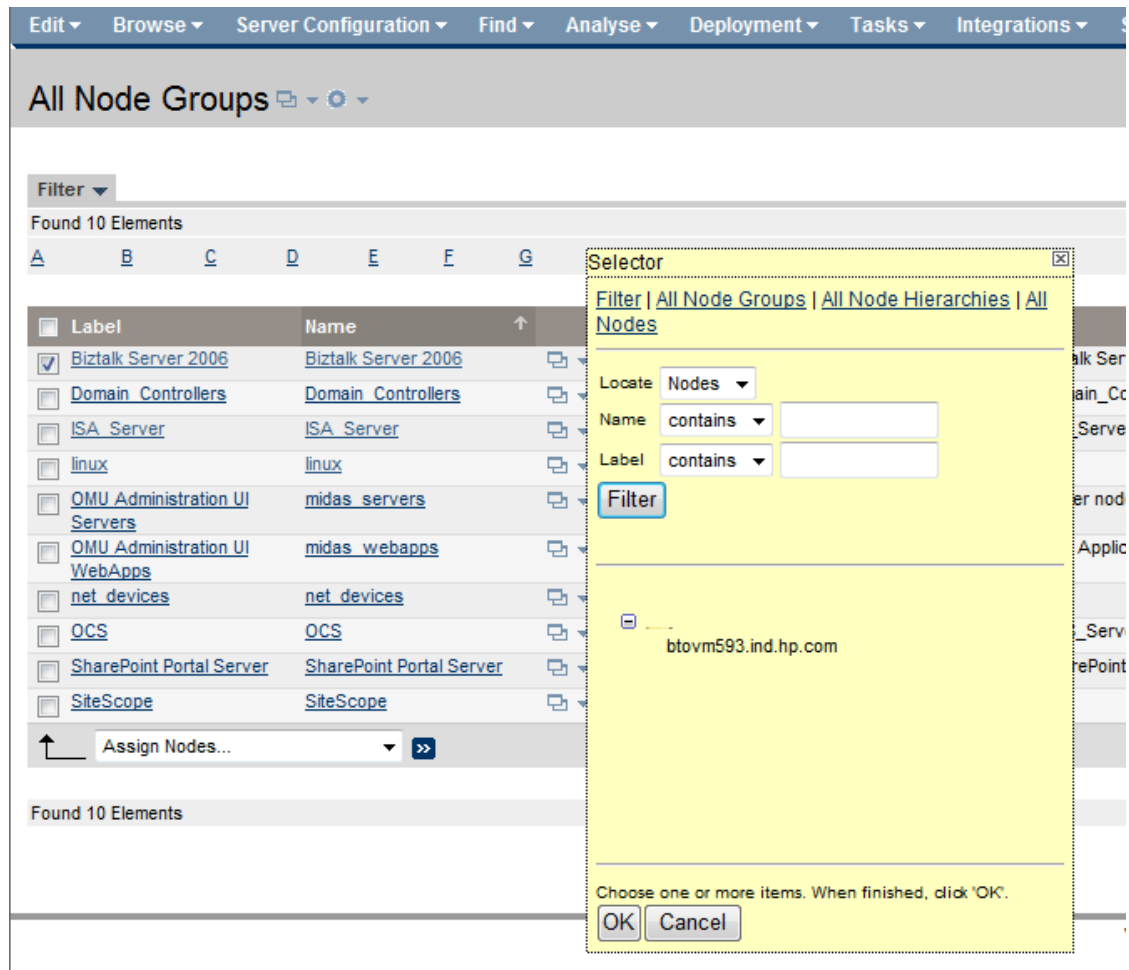 Edit Browse Server Configuration Find Analyse Deployment Tasks Integrations
All Node Groups
Filter
Found 10 Elements
A B C D E F G
Label Name
Biztalk Server 2006 Biztalk Server 2006
Domain_Controllers Domain_Controllers
ISA_Server ISA_Server
linux linux
OMU Administration UI Servers midas_servers
OMU Administration UI WebApps midas_webapps
net_devices net_devices
OCS OCS
SharePoint Portal Server SharePoint Portal Server
SiteScope SiteScope
Assign Nodes...
Found 10 Elements
Selector
Filter | All Node Groups | All Node Hierarchies | All
Nodes
Locate Nodes
Name contains
Label contains
Filter
btovm593.ind.hp.com
Choose one or more items. When finished, click 'OK'.
OK Cancel